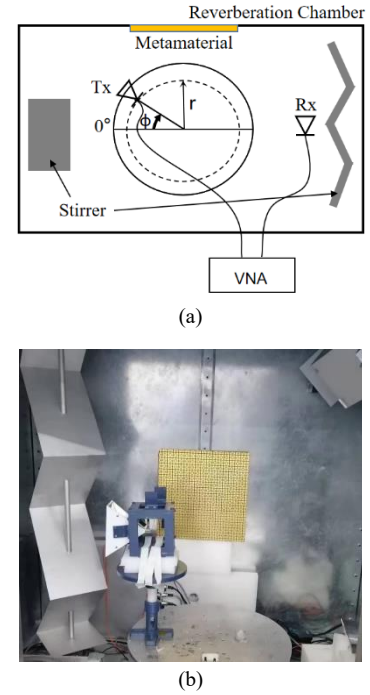 Reverberation Chamber
Metamaterial
Tx
r
Rx
0°
ϕ
Stirrer
VNA
(a)
(b)